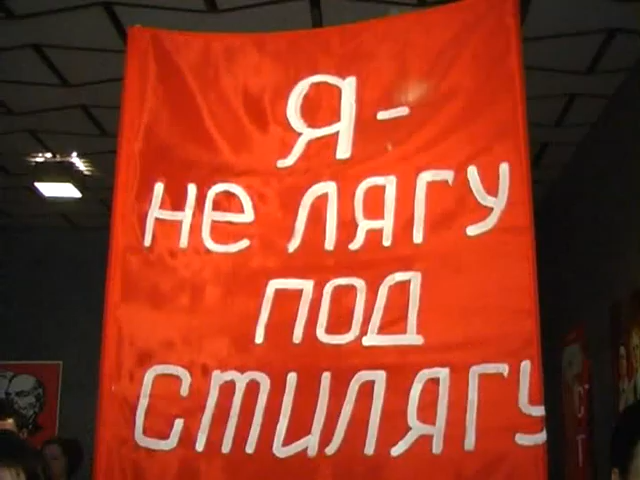 Я-
не лягу
под
стилягу